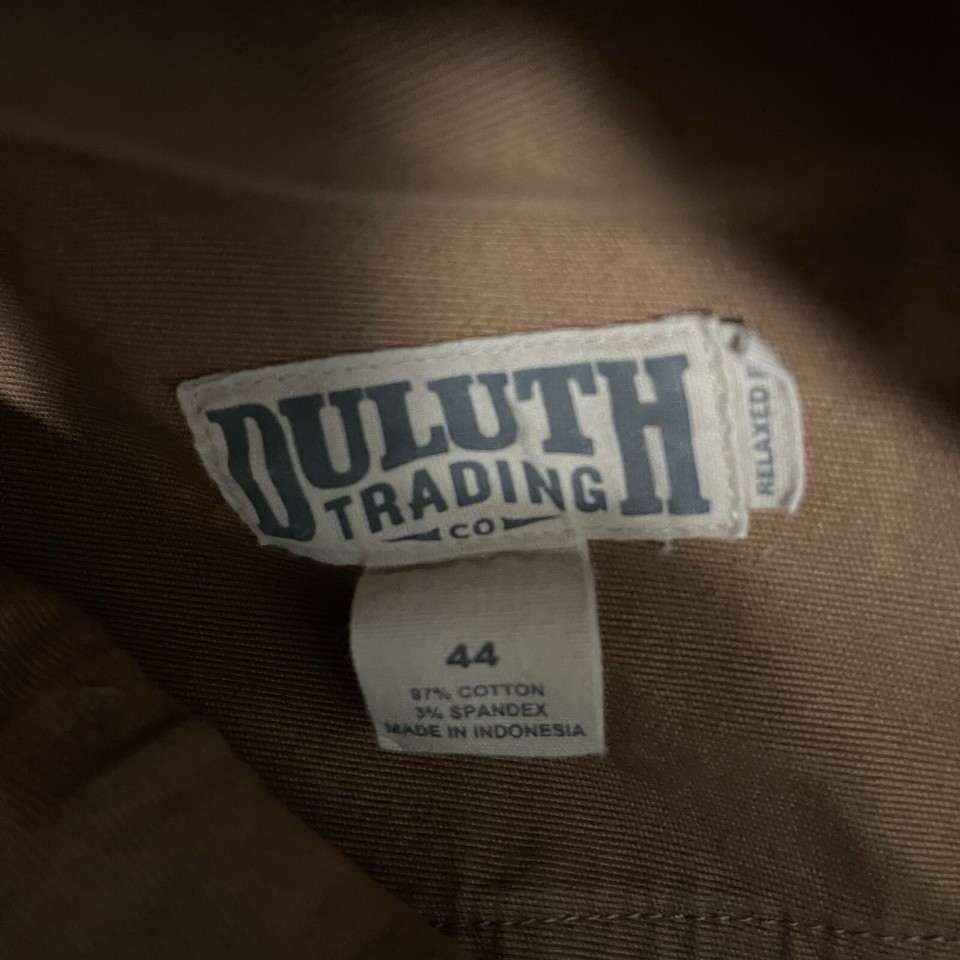 DULUTH
TRADING
CO
RELAXED
44
97% COTTON
3% SPANDEX
MADE IN INDONESIA